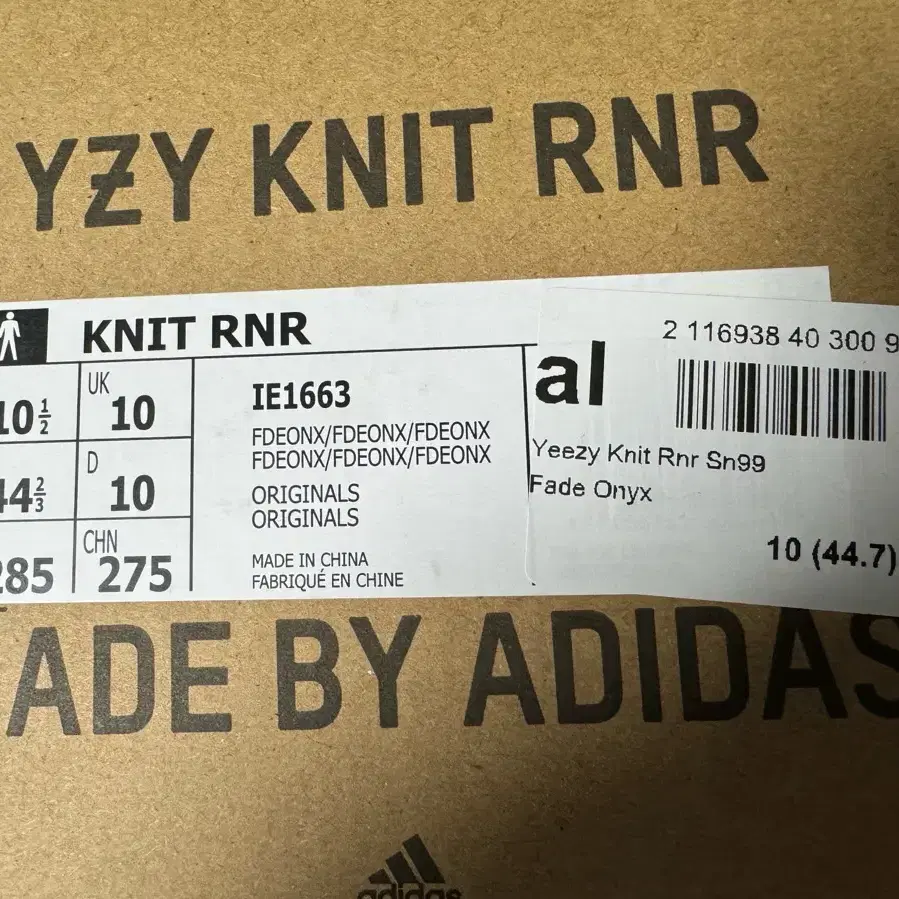 YZY KNIT RNR
KNIT RNR
10½
UK
10
44⅔
D
10
285
CHN
275
IE1663
FDEONX/FDEONX/FDEONX
FDEONX/FDEONX/FDEONX
ORIGINALS
ORIGINALS
MADE IN CHINA
FABRIQUÉ EN CHINE
al
2 116938 40 300 9
Yeezy Knit Rnr Sn99
Fade Onyx
10 (44.7)
ADE BY ADIDAS
adidas